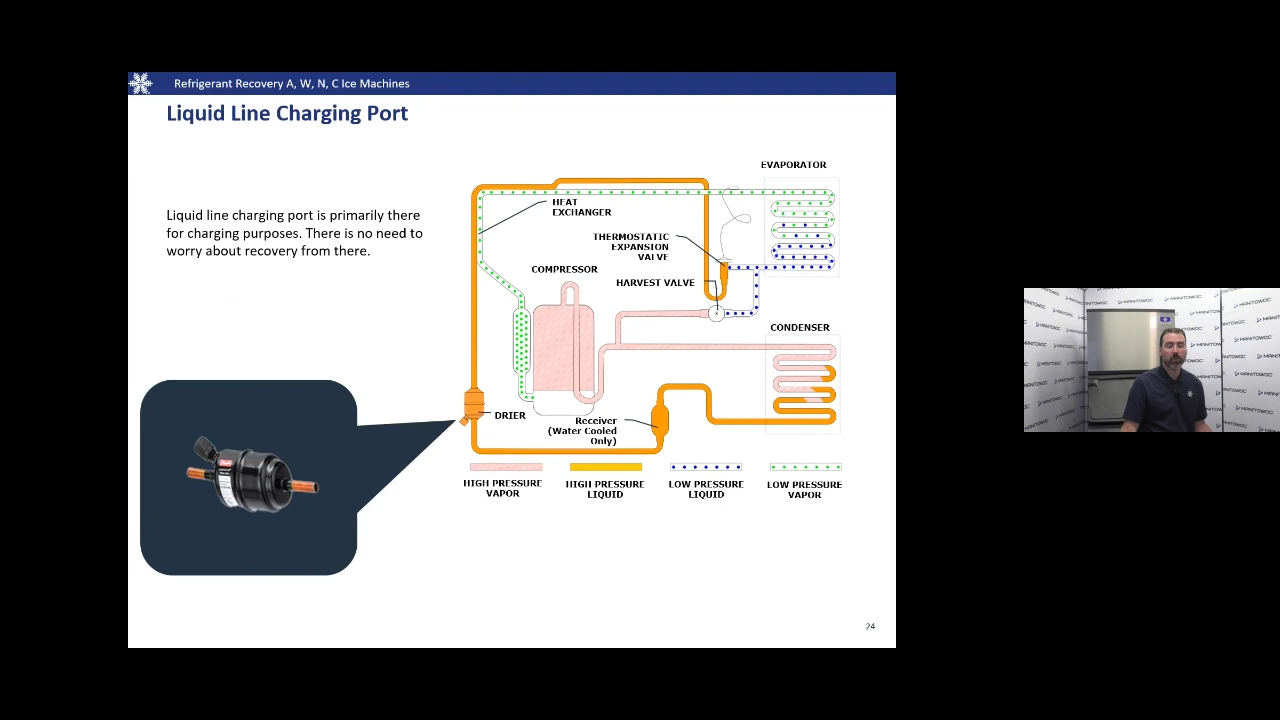 Refrigerant Recovery A, W, N, C Ice Machines
Liquid Line Charging Port
Liquid line charging port is primarily there
for charging purposes. There is no need to
worry about recovery from there.
EVAPORATOR
HEAT
EXCHANGER
THERMOSTATIC
EXPANSION
VALVE
COMPRESSOR
HARVEST VALVE
CONDENSER
DRIER
Receiver
(Water Cooled
Only)
HIGH PRESSURE
VAPOR
HIGH PRESSURE
LIQUID
LOW PRESSURE
LIQUID
LOW PRESSURE
VAPOR
24
MANITOWOC